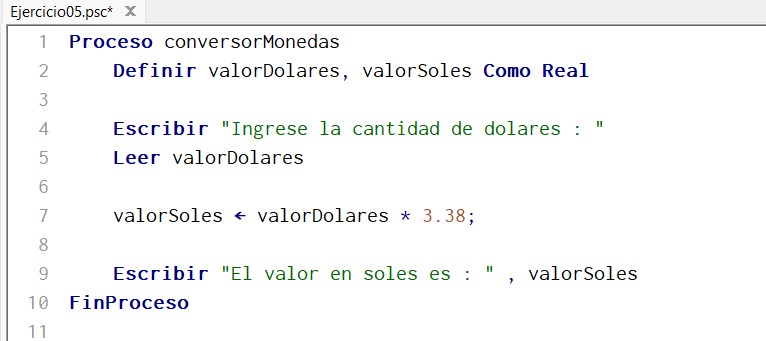 Ejercicio05.psc* X
1 Proceso conversorMonedas
2 Definir valorDolares, valorSoles Como Real
3
4 Escribir "Ingrese la cantidad de dolares : "
5 Leer valorDolares
6
7 valorSoles ← valorDolares * 3.38;
8
9 Escribir "El valor en soles es : " , valorSoles
10 FinProceso
11